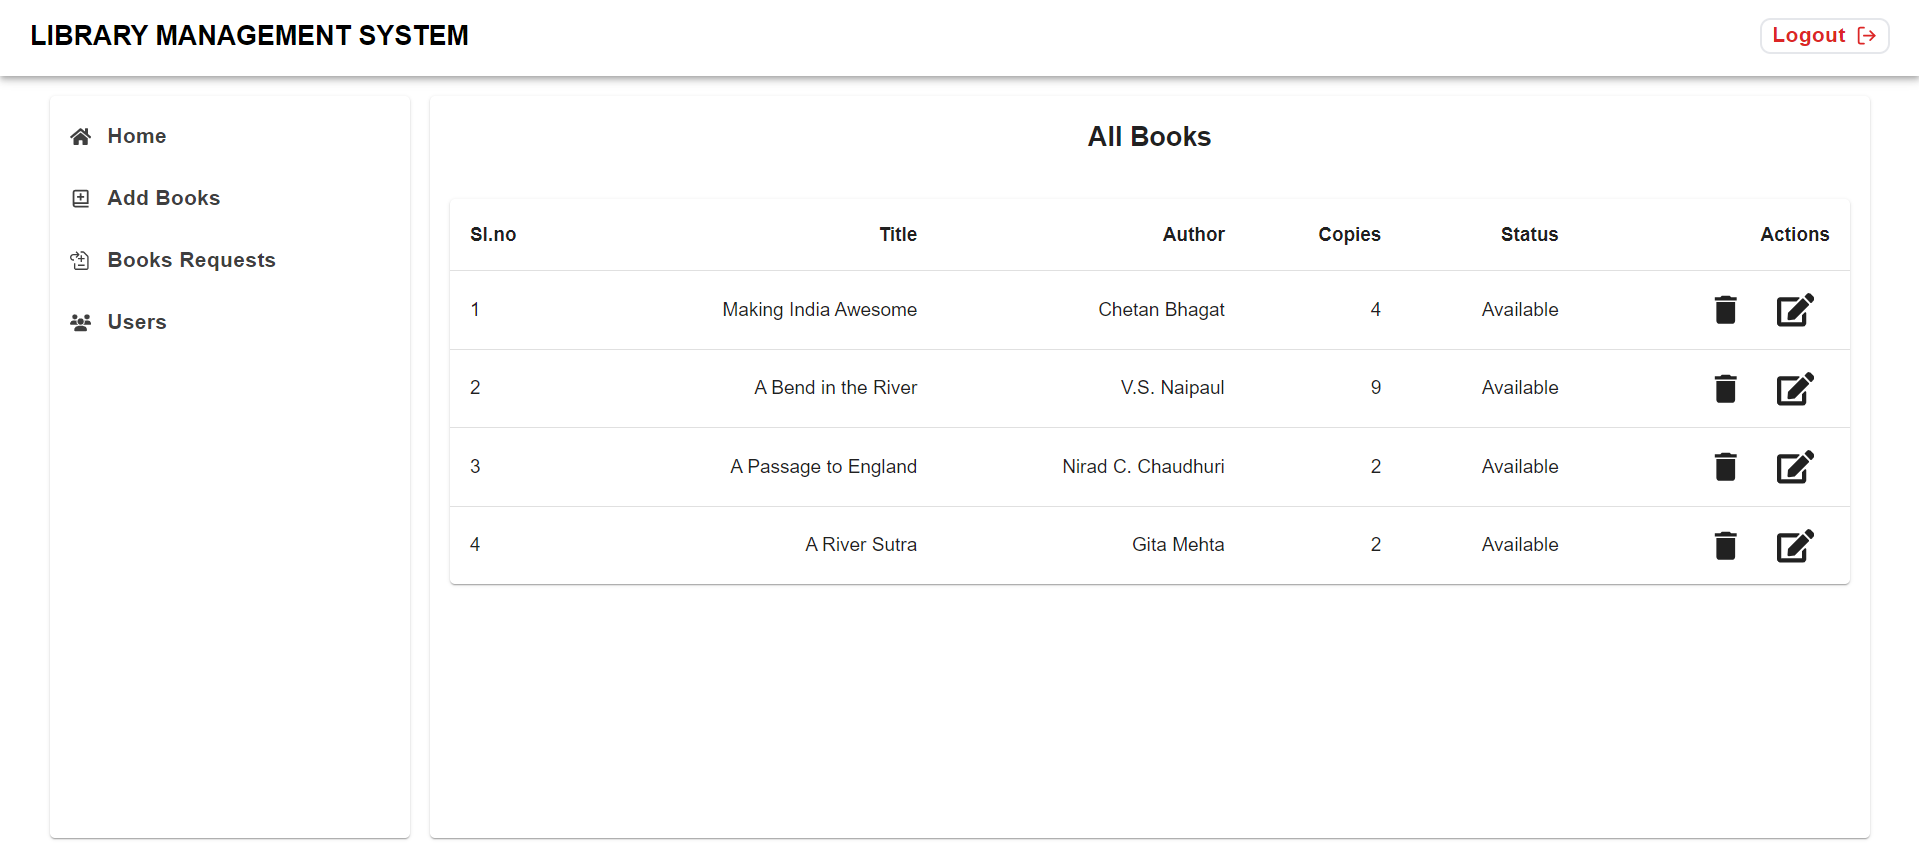 LIBRARY MANAGEMENT SYSTEM
Logout
Home
Add Books
Books Requests
Users
All Books
Sl.no Title Author Copies Status Actions
1 Making India Awesome Chetan Bhagat 4 Available
2 A Bend in the River V.S. Naipaul 9 Available
3 A Passage to England Nirad C. Chaudhuri 2 Available
4 A River Sutra Gita Mehta 2 Available